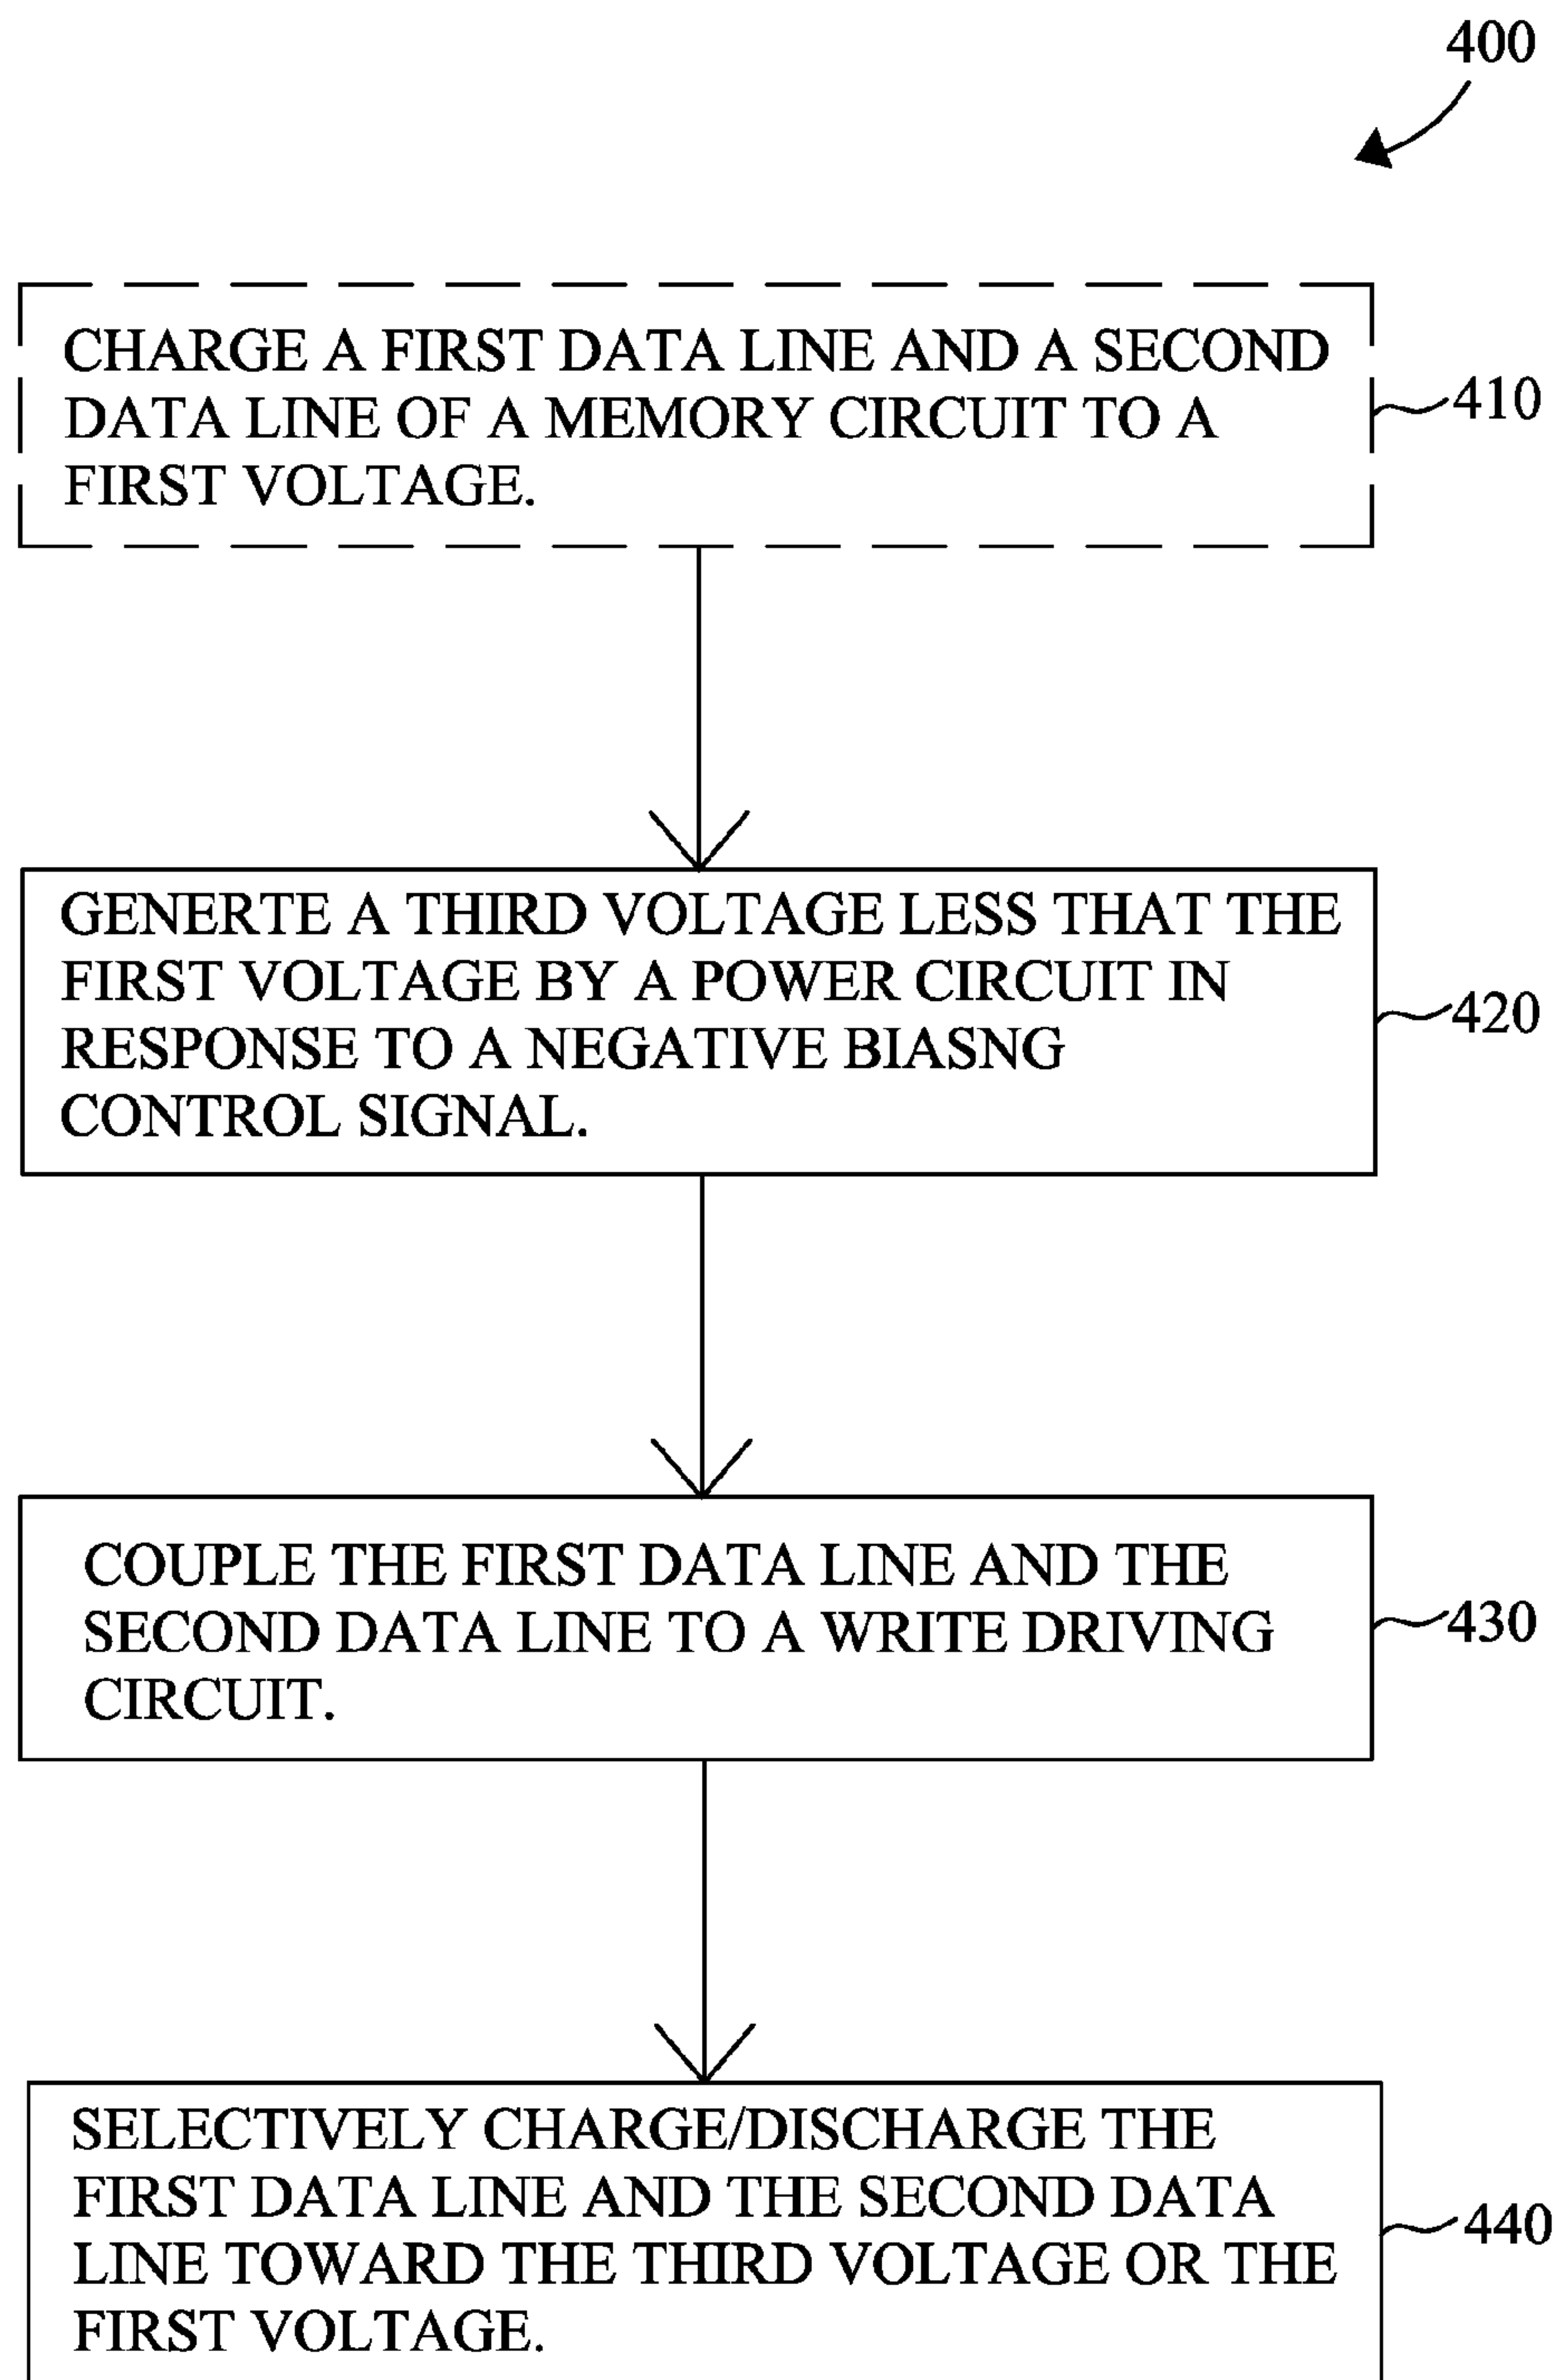 400
CHARGE A FIRST DATA LINE AND A SECOND
DATA LINE OF A MEMORY CIRCUIT TO A
FIRST VOLTAGE.
410
GENERTE A THIRD VOLTAGE LESS THAT THE
FIRST VOLTAGE BY A POWER CIRCUIT IN
RESPONSE TO A NEGATIVE BIASNG
CONTROL SIGNAL.
420
COUPLE THE FIRST DATA LINE AND THE
SECOND DATA LINE TO A WRITE DRIVING
CIRCUIT.
430
SELECTIVELY CHARGE/DISCHARGE THE
FIRST DATA LINE AND THE SECOND DATA
LINE TOWARD THE THIRD VOLTAGE OR THE
FIRST VOLTAGE.
440